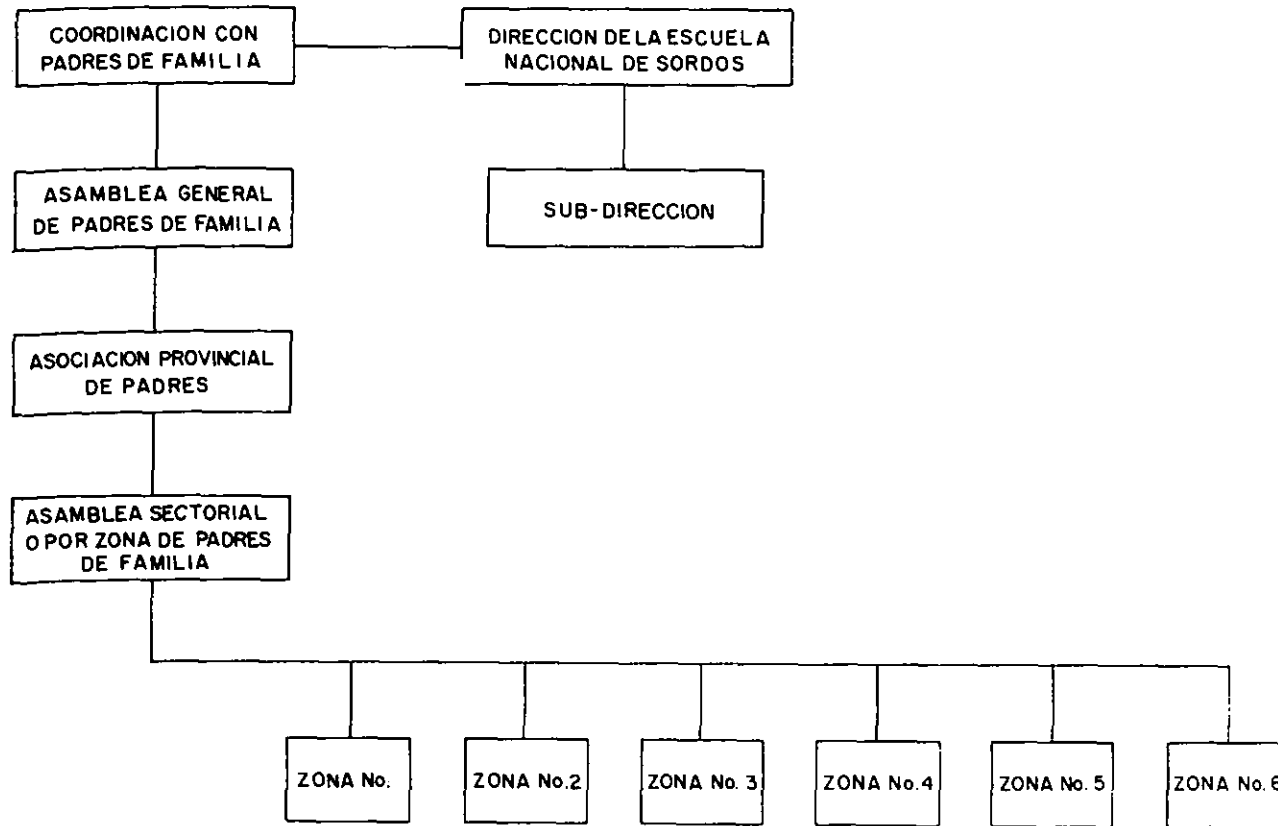 COORDINACION CON
PADRES DE FAMILIA
DIRECCION DE LA ESCUELA
NACIONAL DE SORDOS
ASAMBLEA GENERAL
DE PADRES DE FAMILIA
SUB-DIRECCION
ASOCIACION PROVINCIAL
DE PADRES
ASAMBLEA SECTORIAL
O POR ZONA DE PADRES
DE FAMILIA
ZONA No.
ZONA No.2
ZONA No. 3
ZONA No.4
ZONA No. 5
ZONA No. 6